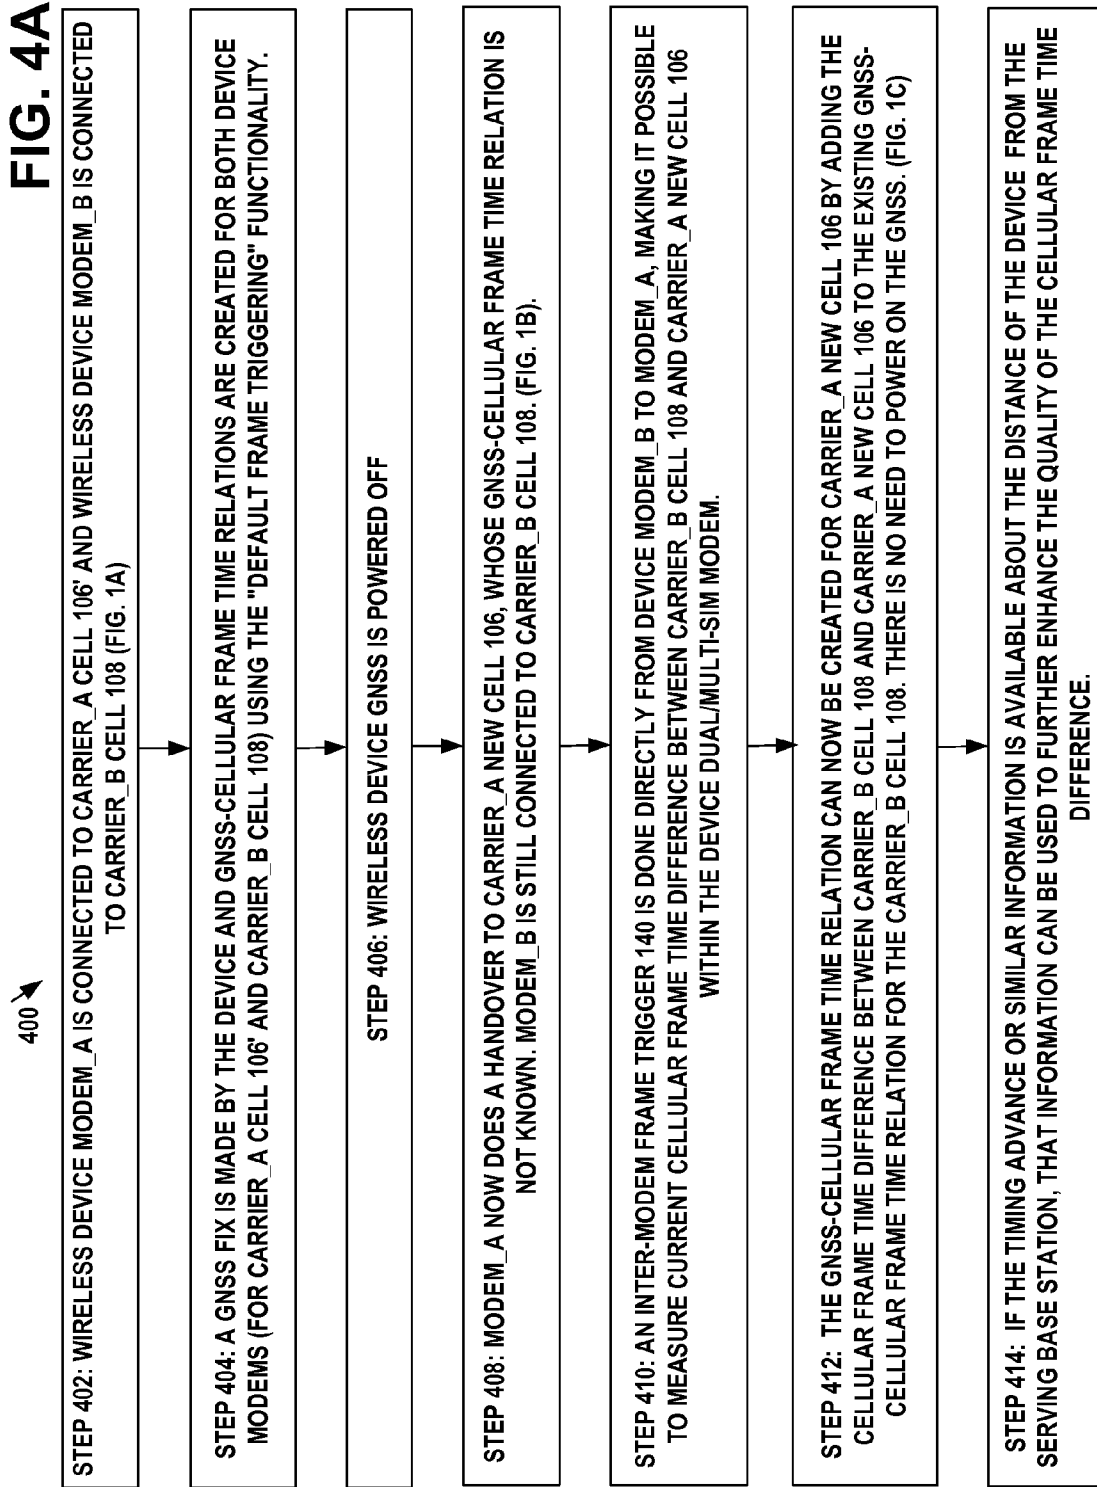 FIG. 4A
400
STEP 402: WIRELESS DEVICE MODEM_A IS CONNECTED TO CARRIER_A CELL 106' AND WIRELESS DEVICE MODEM_B IS CONNECTED
TO CARRIER_B CELL 108 (FIG. 1A)
STEP 404: A GNSS FIX IS MADE BY THE DEVICE AND GNSS-CELLULAR FRAME TIME RELATIONS ARE CREATED FOR BOTH DEVICE
MODEMS (FOR CARRIER_A CELL 106' AND CARRIER_B CELL 108) USING THE "DEFAULT FRAME TRIGGERING" FUNCTIONALITY.
STEP 406: WIRELESS DEVICE GNSS IS POWERED OFF
STEP 408: MODEM_A NOW DOES A HANDOVER TO CARRIER_A NEW CELL 106, WHOSE GNSS-CELLULAR FRAME TIME RELATION IS
NOT KNOWN. MODEM_B IS STILL CONNECTED TO CARRIER_B CELL 108. (FIG. 1B).
STEP 410: AN INTER-MODEM FRAME TRIGGER 140 IS DONE DIRECTLY FROM DEVICE MODEM_B TO MODEM_A, MAKING IT POSSIBLE
TO MEASURE CURRENT CELLULAR FRAME TIME DIFFERENCE BETWEEN CARRIER_B CELL 108 AND CARRIER_A NEW CELL 106
WITHIN THE DEVICE DUAL/MULTI-SIM MODEM.
STEP 412: THE GNSS-CELLULAR FRAME TIME RELATION CAN NOW BE CREATED FOR CARRIER_A NEW CELL 106 BY ADDING THE
CELLULAR FRAME TIME DIFFERENCE BETWEEN CARRIER_B CELL 108 AND CARRIER_A NEW CELL 106 TO THE EXISTING GNSS-
CELLULAR FRAME TIME RELATION FOR THE CARRIER_B CELL 108. THERE IS NO NEED TO POWER ON THE GNSS. (FIG. 1C)
STEP 414: IF THE TIMING ADVANCE OR SIMILAR INFORMATION IS AVAILABLE ABOUT THE DISTANCE OF THE DEVICE FROM THE
SERVING BASE STATION, THAT INFORMATION CAN BE USED TO FURTHER ENHANCE THE QUALITY OF THE CELLULAR FRAME TIME
DIFFERENCE.